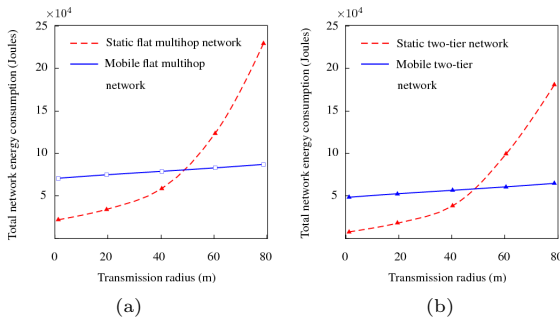 ×10⁴
25
20
15
10
5
0
20
40
60
80
Total network energy consumption (Joules)
Static flat multihop network
Mobile flat multihop
network
Transmission radius (m)
(a)
×10⁴
25
20
15
10
5
0
20
40
60
80
Total network energy consumption (Joules)
Static two-tier network
Mobile two-tier
network
Transmission radius (m)
(b)